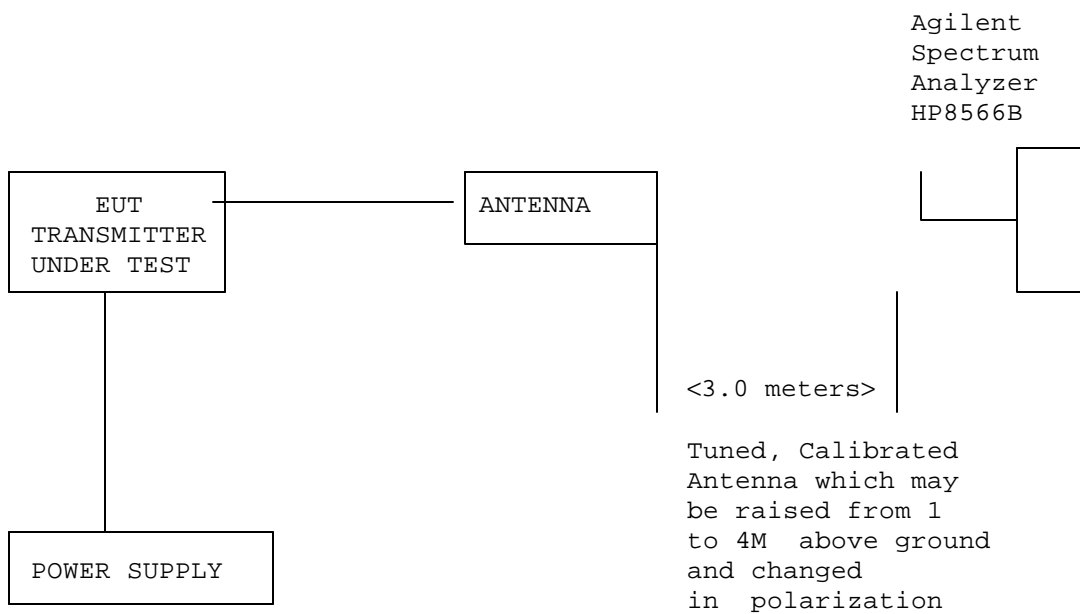 Agilent
Spectrum
Analyzer
HP8566B
EUT
TRANSMITTER
UNDER TEST
ANTENNA
<3.0 meters>
Tuned, Calibrated
Antenna which may
be raised from 1
to 4M above ground
and changed
in polarization
POWER SUPPLY